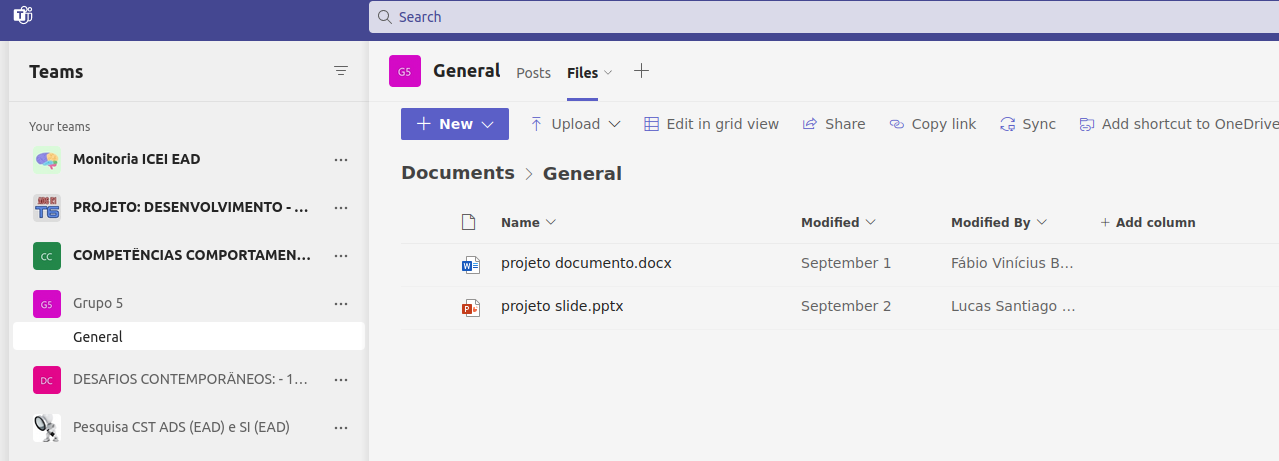 Search
Teams
Your teams
Monitoria ICEI EAD
PROJETO: DESENVOLVIMENTO - ...
CC COMPETÊNCIAS COMPORTAMEN...
G5 Grupo 5
General
DC DESAFIOS CONTEMPORÂNEOS: - 1...
Pesquisa CST ADS (EAD) e SI (EAD)
G5 General Posts Files
New Upload Edit in grid view Share Copy link Sync Add shortcut to OneDrive
Documents > General
Name Modified Modified By + Add column
projeto documento.docx September 1 Fábio Vinícius B...
projeto slide.pptx September 2 Lucas Santiago ...